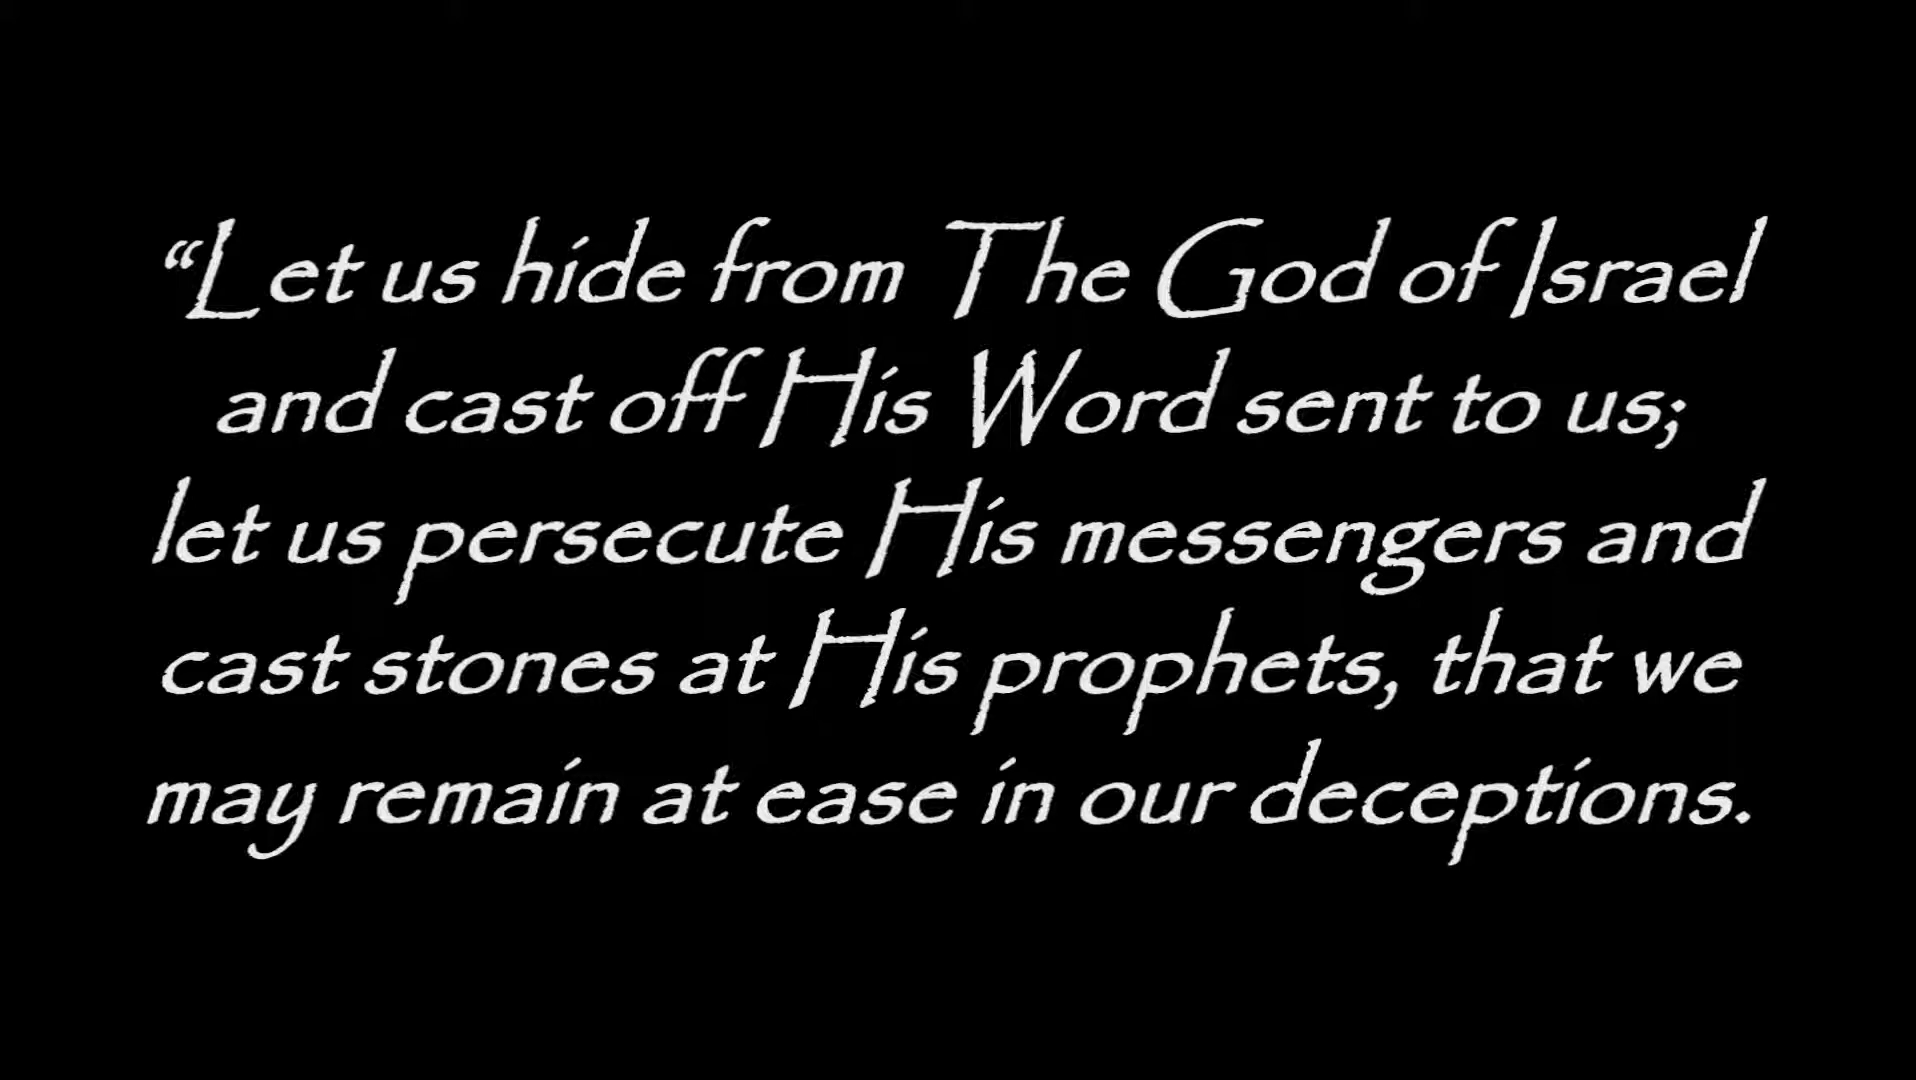 “Let us hide from The God of Israel
and cast off His Word sent to us;
let us persecute His messengers and
cast stones at His prophets, that we
may remain at ease in our deceptions.